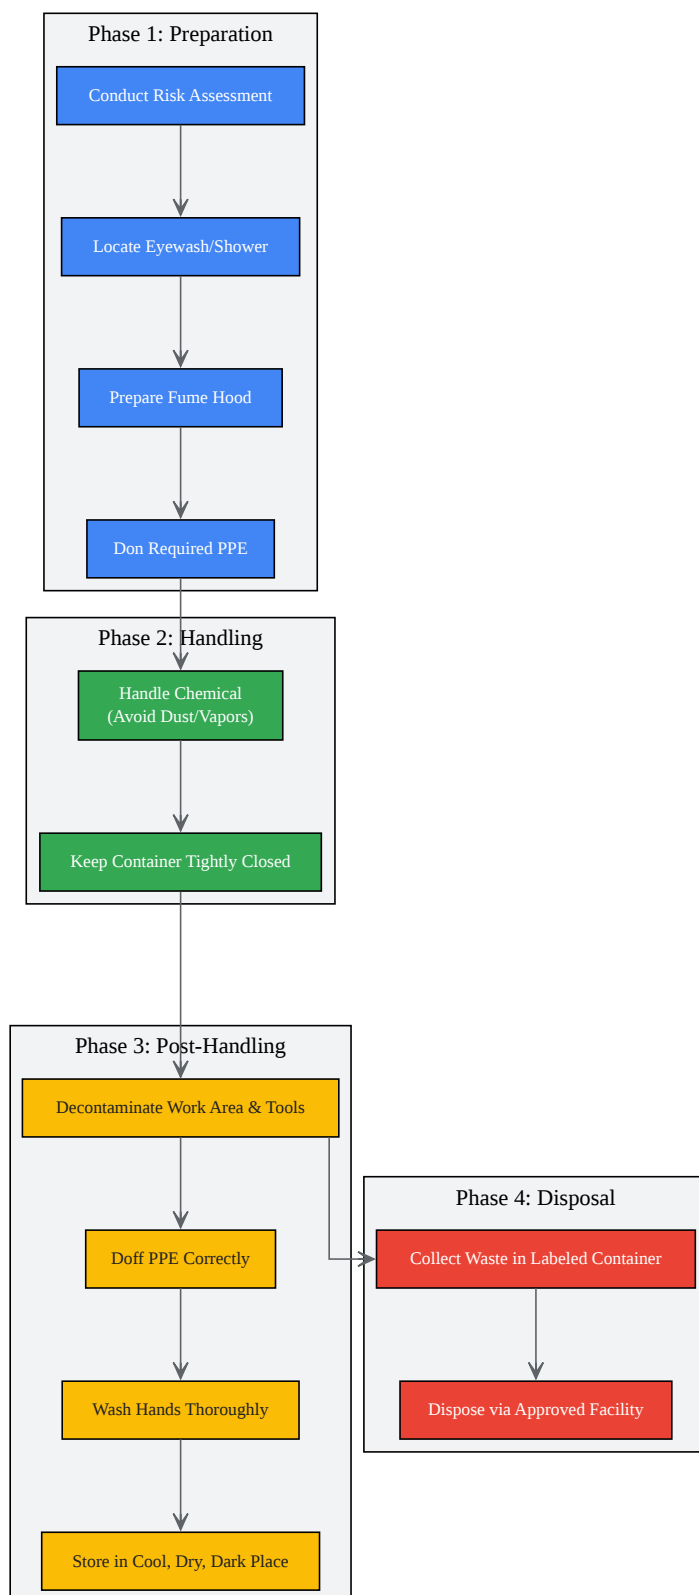 Phase 1: Preparation
Conduct Risk Assessment
Locate Eyewash/Shower
Prepare Fume Hood
Don Required PPE
Phase 2: Handling
Handle Chemical
(Avoid Dust/Vapors)
Keep Container Tightly Closed
Phase 3: Post-Handling
Decontaminate Work Area & Tools
Doff PPE Correctly
Wash Hands Thoroughly
Store in Cool, Dry, Dark Place
Phase 4: Disposal
Collect Waste in Labeled Container
Dispose via Approved Facility